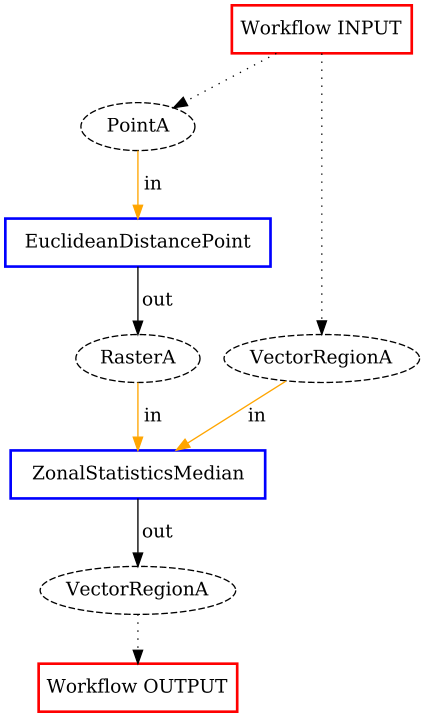 Workflow INPUT
PointA
in
EuclideanDistancePoint
out
RasterA
VectorRegionA
in
in
ZonalStatisticsMedian
out
VectorRegionA
Workflow OUTPUT